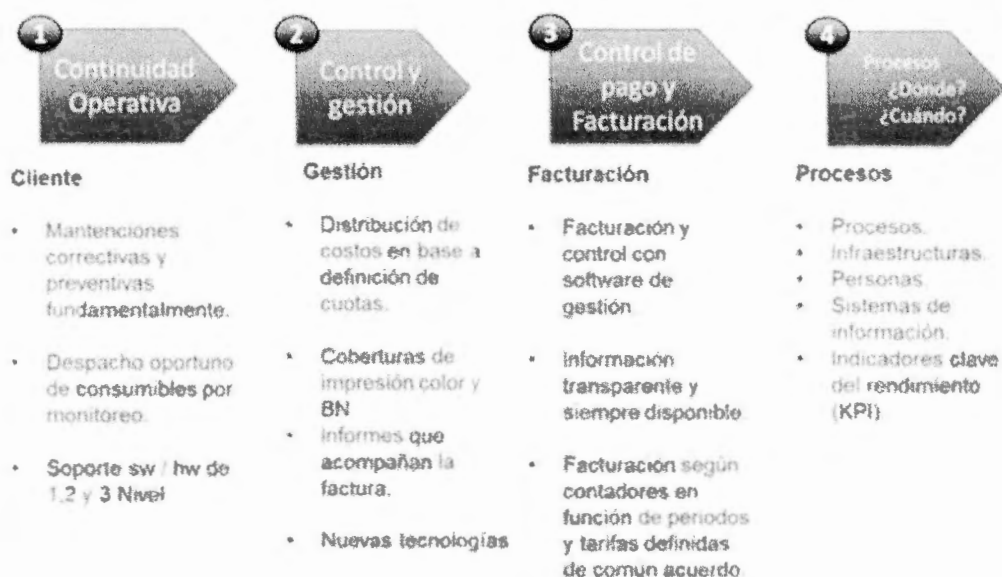 1
Continuidad
Operativa
Cliente
• Mantenciones
correctivas y
preventivas
fundamentalmente.
• Despacho oportuno
de consumibles por
monitoreo.
• Soporte sw / hw de
1,2 y 3 Nivel
2
Control y
gestión
Gestión
• Distribución de
costos en base a
definición de
cuotas.
• Coberturas de
impresión color y
BN
• Informes que
acompañan la
factura.
• Nuevas tecnologías
3
Control de
pago y
Facturación
Facturación
• Facturación y
control con
software de
gestión
• Información
transparente y
siempre disponible
• Facturación según
contadores en
función de periodos
y tarifas definidas
de comun acuerdo
4
Procesos
¿Donde?
¿Cuándo?
Procesos
• Procesos.
• Infraestructuras.
• Personas.
• Sistemas de
información.
• Indicadores clave
del rendimiento
(KPI)